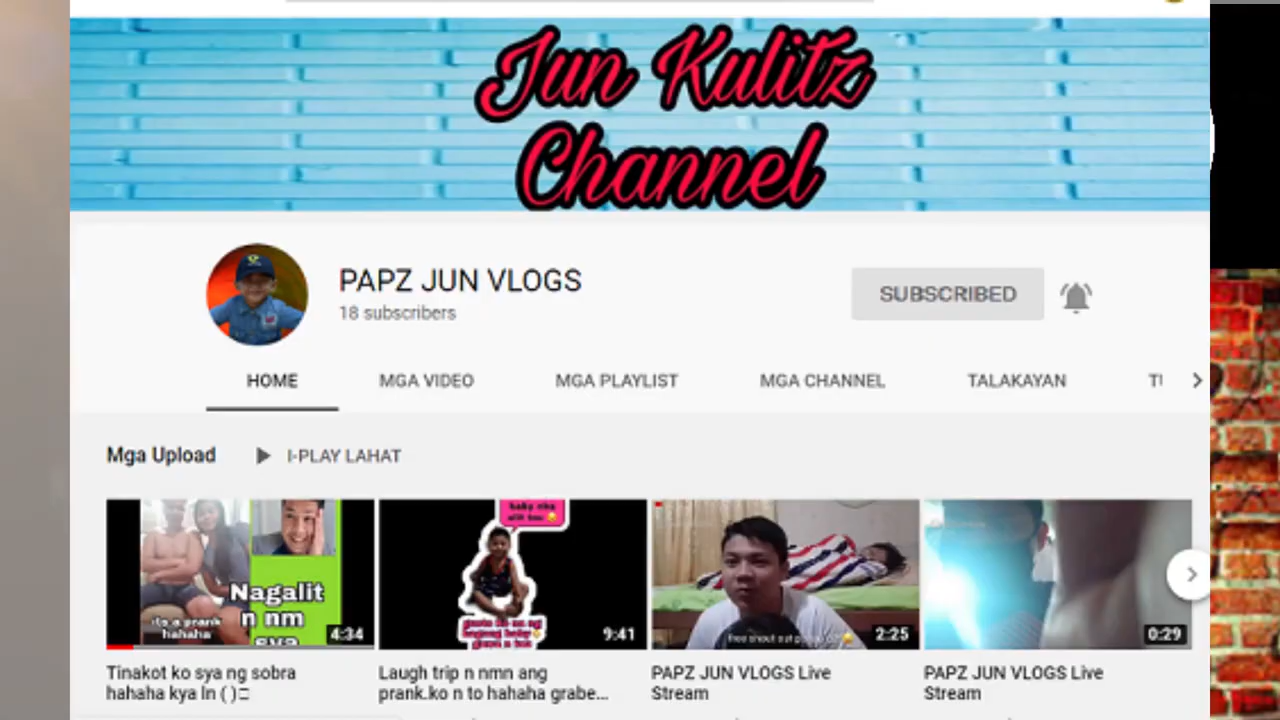 Jun Kulitz
Channel
PAPZ JUN VLOGS
18 subscribers
SUBSCRIBED
HOME
MGA VIDEO
MGA PLAYLIST
MGA CHANNEL
TALAKAYAN
Mga Upload
I-PLAY LAHAT
its a prank
hahaha
Nagalit
n nm
sya
4:34
9:41
2:25
0:29
Tinakot ko sya ng sobra
hahaha kya ln ( )
Laugh trip n nmn ang
prank.ko n to hahaha grabe...
PAPZ JUN VLOGS Live
Stream
PAPZ JUN VLOGS Live
Stream